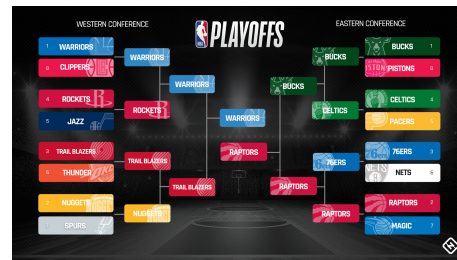 WESTERN CONFERENCE
NBA
PLAYOFFS
EASTERN CONFERENCE
1 WARRIORS
8 CLIPPERS
4 ROCKETS
5 JAZZ
3 TRAIL BLAZERS
6 THUNDER
2 NUGGETS
SPURS
WARRIORS
ROCKETS
TRAIL BLAZERS
NUGGETS
WARRIORS
TRAIL BLAZERS
WARRIORS
RAPTORS
BUCKS
RAPTORS
BUCKS
CELTICS
76ERS
RAPTORS
BUCKS 1
PISTONS 8
CELTICS 4
PACERS 5
76ERS 3
NETS 6
RAPTORS 2
MAGIC 7